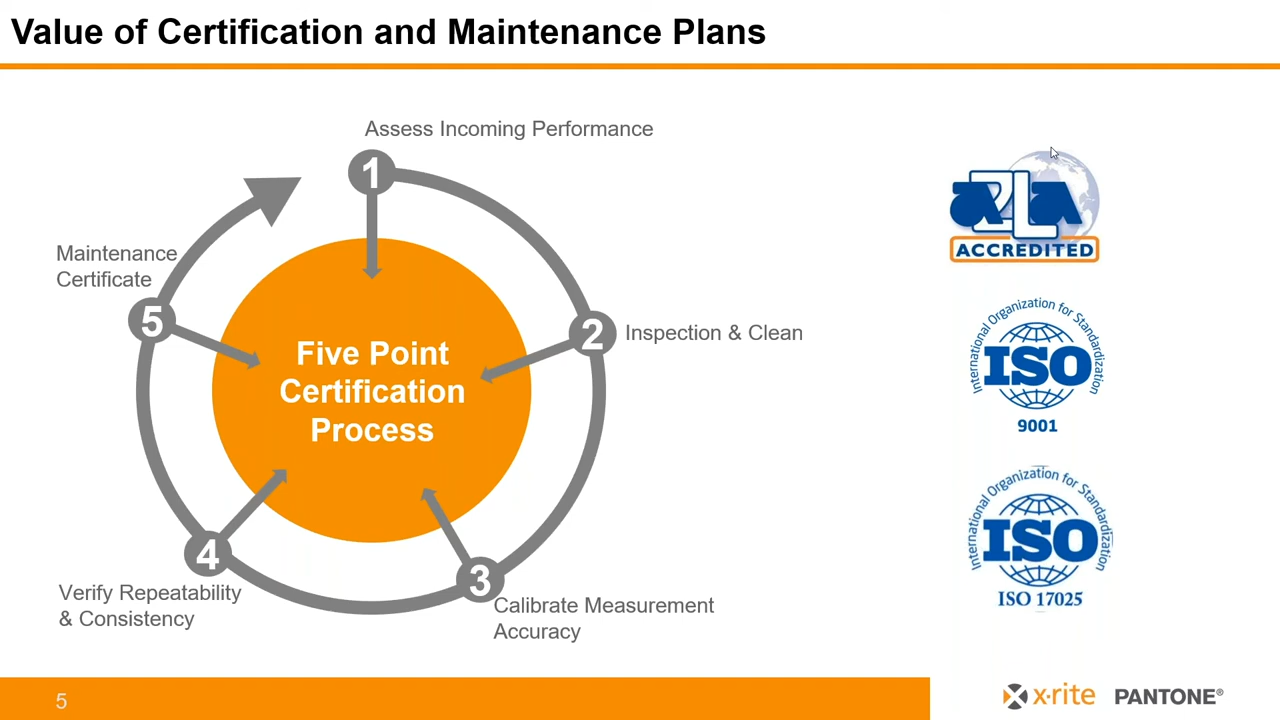 Value of Certification and Maintenance Plans
Assess Incoming Performance
1
2
Inspection & Clean
3
Calibrate Measurement
Accuracy
4
Verify Repeatability
& Consistency
5
Maintenance
Certificate
Five Point
Certification
Process
A2LA
ACCREDITED
International Organization for Standardization
ISO
9001
International Organization for Standardization
ISO
ISO 17025
5
x·rite PANTONE®